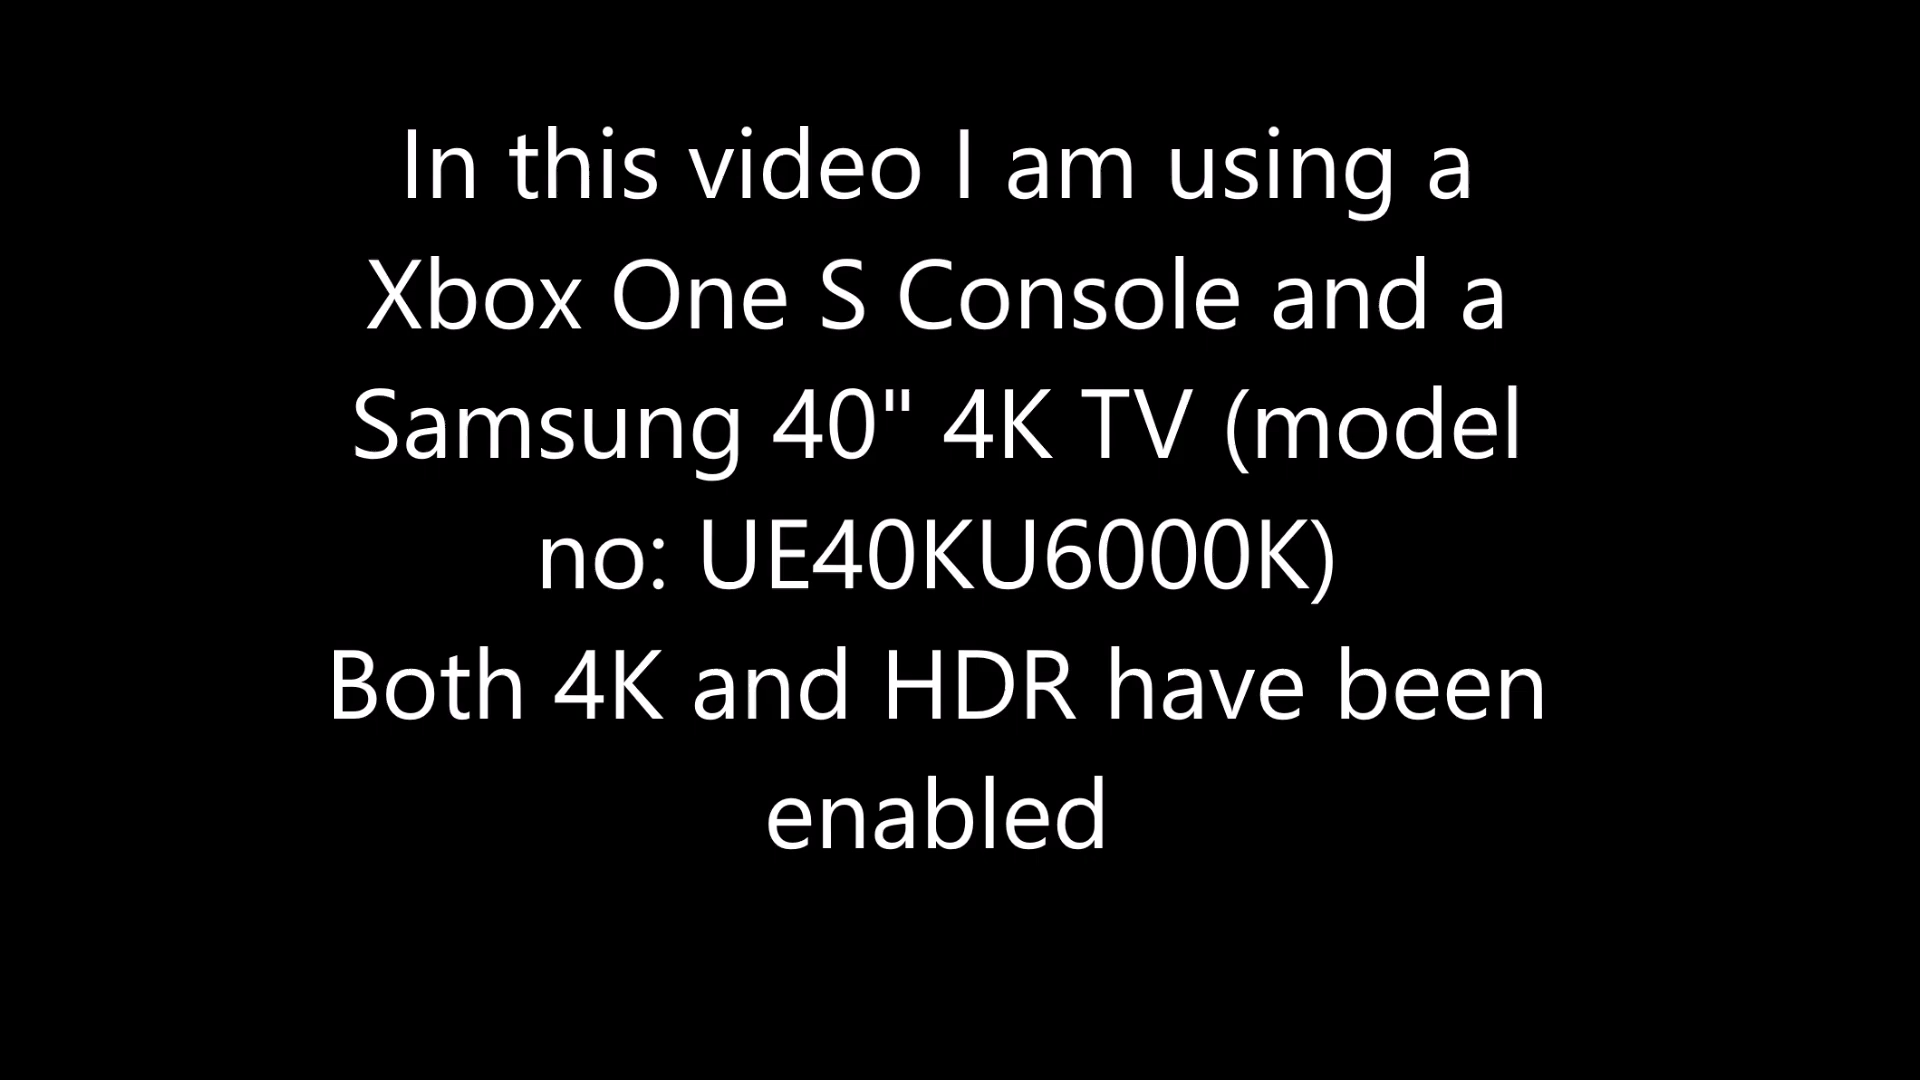 In this video I am using a
Xbox One S Console and a
Samsung 40" 4K TV (model
no: UE40KU6000K)
Both 4K and HDR have been
enabled